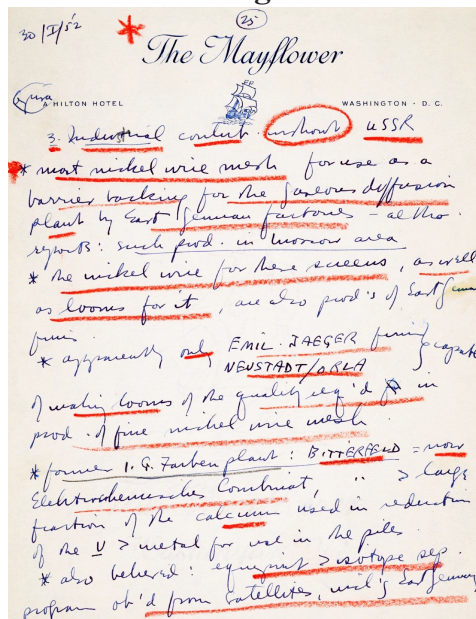 25
30/I/52
The Mayflower
A HILTON HOTEL
WASHINGTON · D. C.
3. Industrial contrib. without USSR
* most nickel wire mesh for use as a
barrier backing for the gaseous diffusion
plant by East German factories – altho
reports: such prod. in Moscow area
* the nickel wire for these screens, as well
as looms for it, are also prod's of East German
firms
* apparently only EMIL JAEGER firm
NEUSTADT/ORLA } capable
of making looms of the quality req'd in
prod. of fine nickel wire mesh
* former I.G. Farben plant: BITTERFELD = now
Elektrochemisches Combinat, " > large
fraction of the calcium used in reduction
of the U > metal for use in the piles
* also believed: equipment > isotype sep.
program ob'd from satellites, incl'g East Germany